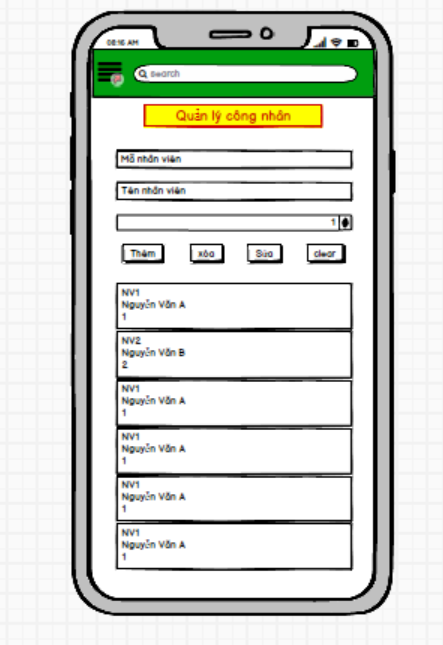 08:16 AM
search
Quản lý công nhân
Mã nhân viên
Tên nhân viên
1
Thêm
xóa
Sửa
clear
NV1
Nguyễn Văn A
1
NV2
Nguyễn Văn B
2
NV1
Nguyễn Văn A
1
NV1
Nguyễn Văn A
1
NV1
Nguyễn Văn A
1
NV1
Nguyễn Văn A
1